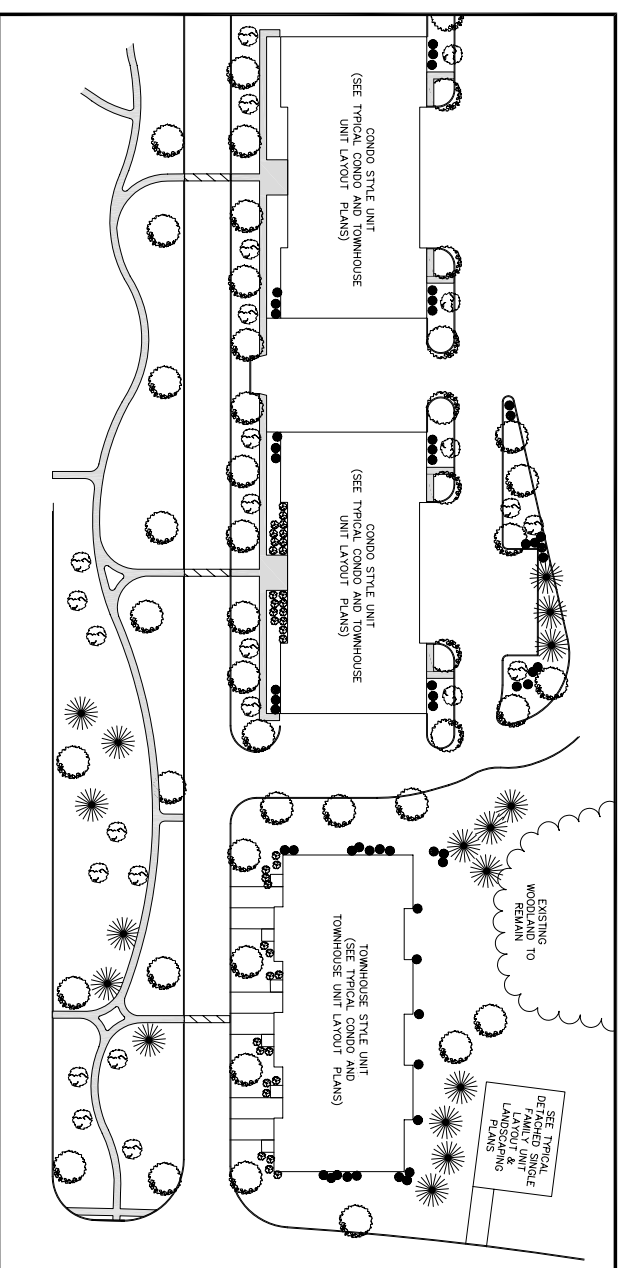 CONDO STYLE UNIT
(SEE TYPICAL CONDO AND TOWNHOUSE
UNIT LAYOUT PLANS)
CONDO STYLE UNIT
(SEE TYPICAL CONDO AND TOWNHOUSE
UNIT LAYOUT PLANS)
EXISTING
WOODLAND TO
REMAIN
TOWNHOUSE STYLE UNIT
(SEE TYPICAL CONDO AND
TOWNHOUSE UNIT LAYOUT PLANS)
SEE TYPICAL
DETACHED SINGLE
FAMILY UNIT
LAYOUT &
LANDSCAPING
PLANS